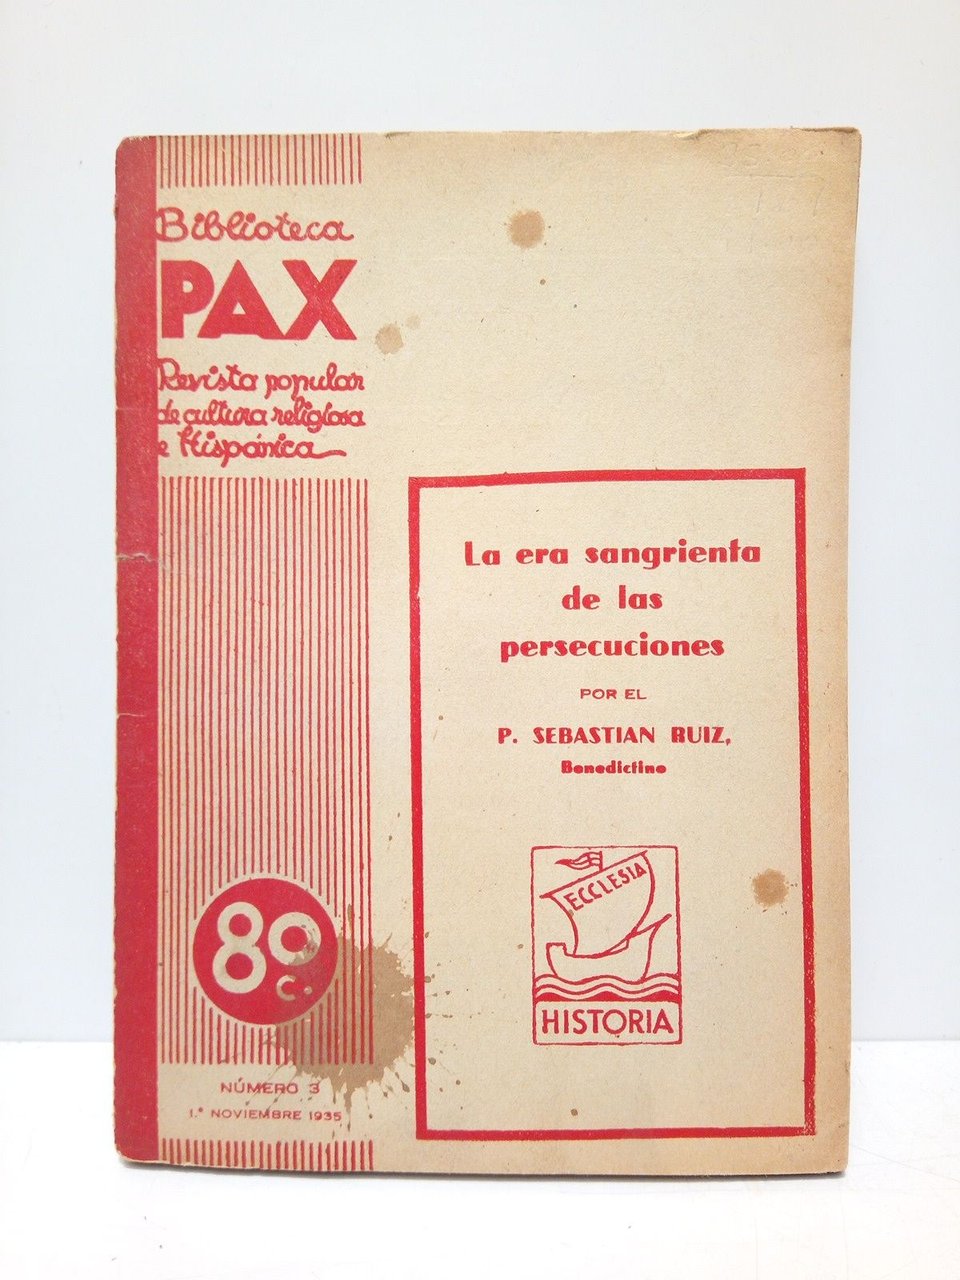 Biblioteca
PAX
Revista popular
de cultura religiosa
e Hispánica
La era sangrienta
de las
persecuciones
POR EL
P. SEBASTIAN RUIZ,
Benedictino
ECCLESIA
HISTORIA
80
c.
NÚMERO 3
1.º NOVIEMBRE 1935